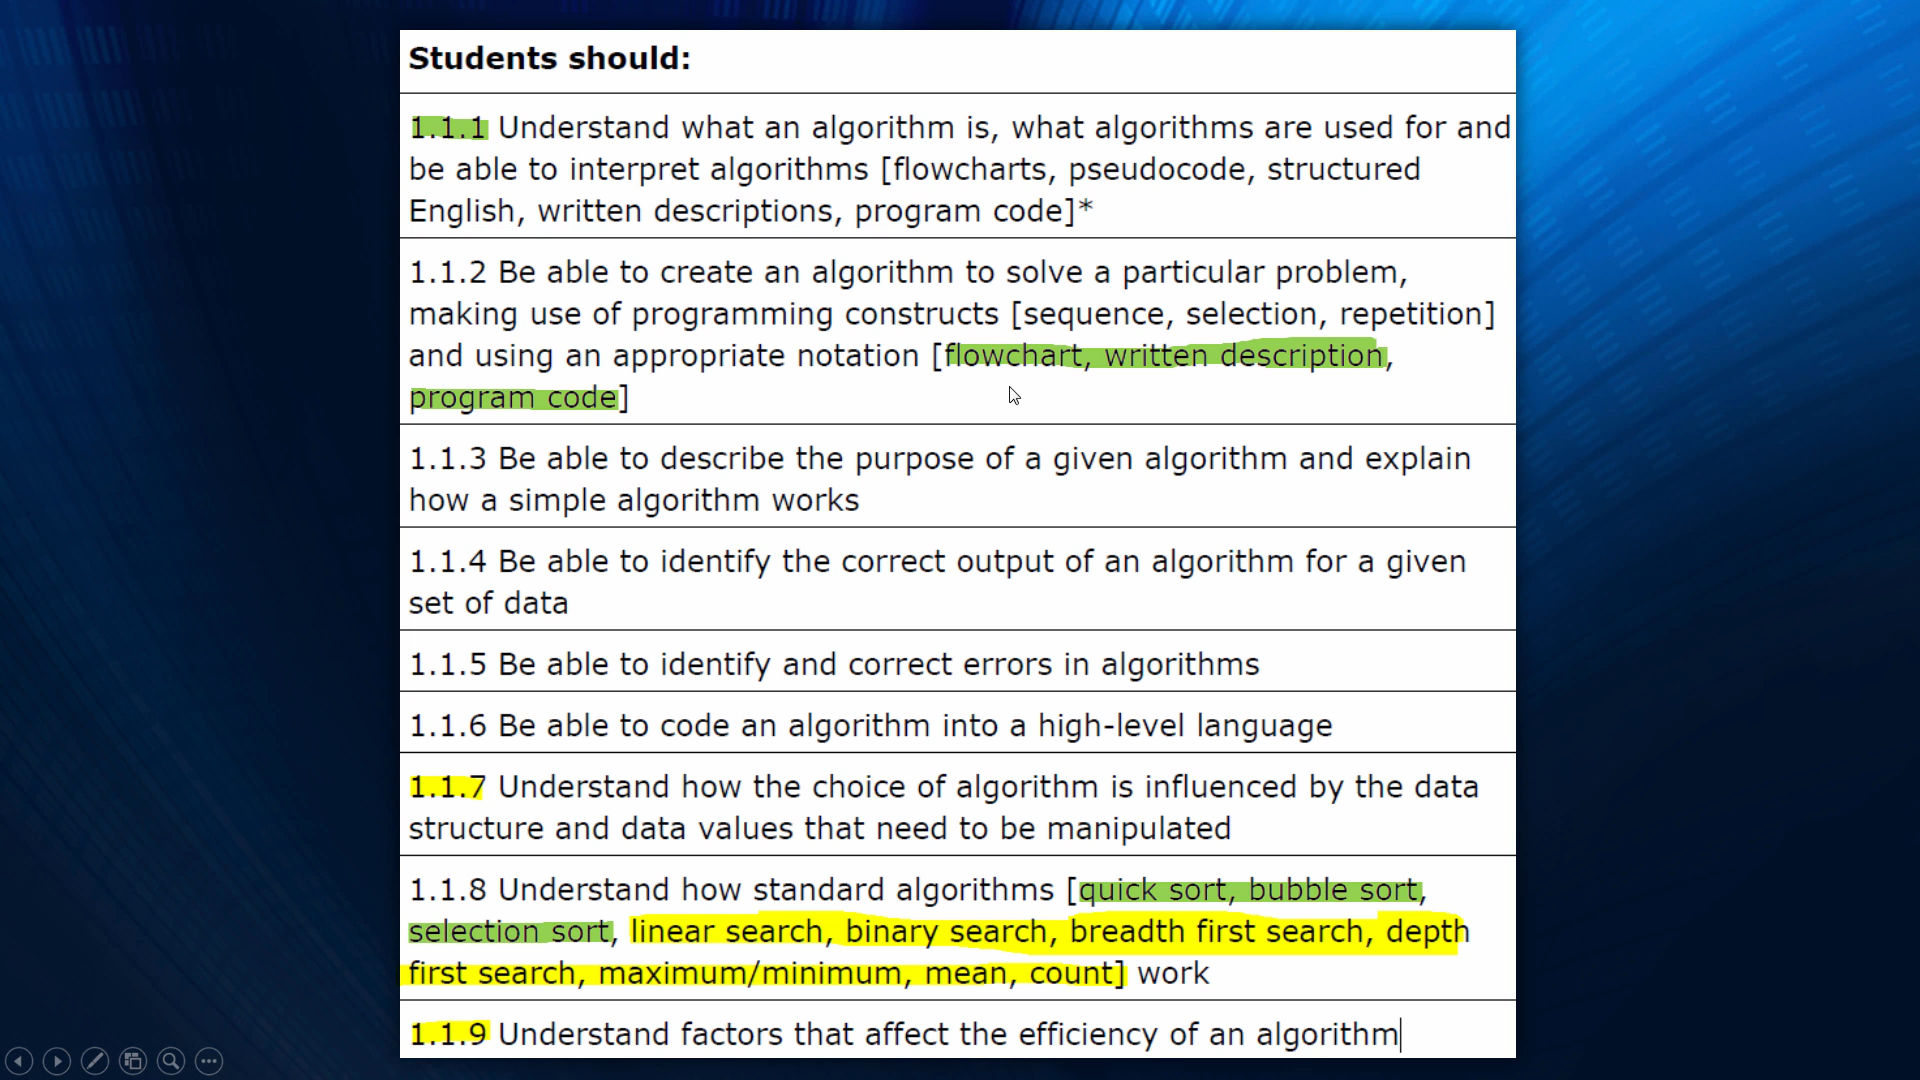 Students should:
1.1.1 Understand what an algorithm is, what algorithms are used for and
be able to interpret algorithms [flowcharts, pseudocode, structured
English, written descriptions, program code]*
1.1.2 Be able to create an algorithm to solve a particular problem,
making use of programming constructs [sequence, selection, repetition]
and using an appropriate notation [flowchart, written description,
program code]
1.1.3 Be able to describe the purpose of a given algorithm and explain
how a simple algorithm works
1.1.4 Be able to identify the correct output of an algorithm for a given
set of data
1.1.5 Be able to identify and correct errors in algorithms
1.1.6 Be able to code an algorithm into a high-level language
1.1.7 Understand how the choice of algorithm is influenced by the data
structure and data values that need to be manipulated
1.1.8 Understand how standard algorithms [quick sort, bubble sort,
selection sort, linear search, binary search, breadth first search, depth
first search, maximum/minimum, mean, count] work
1.1.9 Understand factors that affect the efficiency of an algorithm